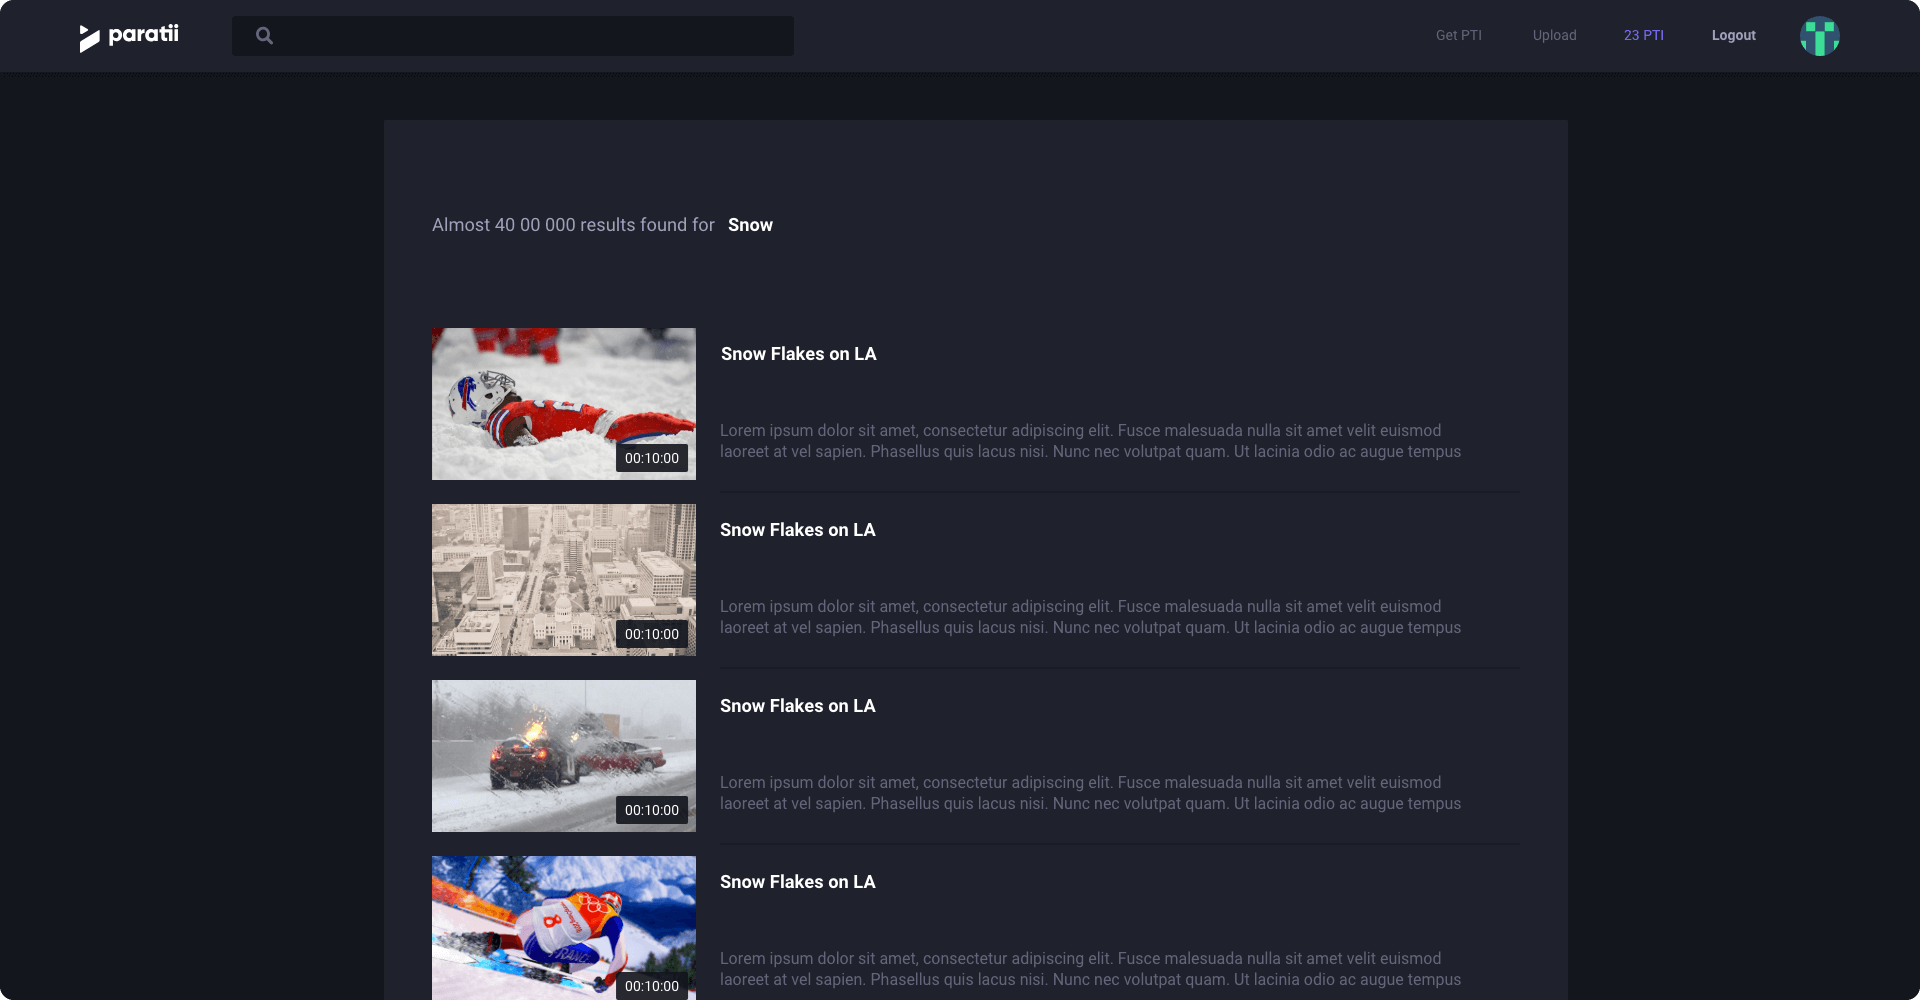 paratii
Get PTI
Upload
23 PTI
Logout
Almost 40 00 000 results found for Snow
Snow Flakes on LA
Lorem ipsum dolor sit amet, consectetur adipiscing elit. Fusce malesuada nulla sit amet velit euismod
laoreet at vel sapien. Phasellus quis lacus nisi. Nunc nec volutpat quam. Ut lacinia odio ac augue tempus
00:10:00
Snow Flakes on LA
Lorem ipsum dolor sit amet, consectetur adipiscing elit. Fusce malesuada nulla sit amet velit euismod
laoreet at vel sapien. Phasellus quis lacus nisi. Nunc nec volutpat quam. Ut lacinia odio ac augue tempus
00:10:00
Snow Flakes on LA
Lorem ipsum dolor sit amet, consectetur adipiscing elit. Fusce malesuada nulla sit amet velit euismod
laoreet at vel sapien. Phasellus quis lacus nisi. Nunc nec volutpat quam. Ut lacinia odio ac augue tempus
00:10:00
Snow Flakes on LA
8
FRANCE
Lorem ipsum dolor sit amet, consectetur adipiscing elit. Fusce malesuada nulla sit amet velit euismod
laoreet at vel sapien. Phasellus quis lacus nisi. Nunc nec volutpat quam. Ut lacinia odio ac augue tempus
00:10:00